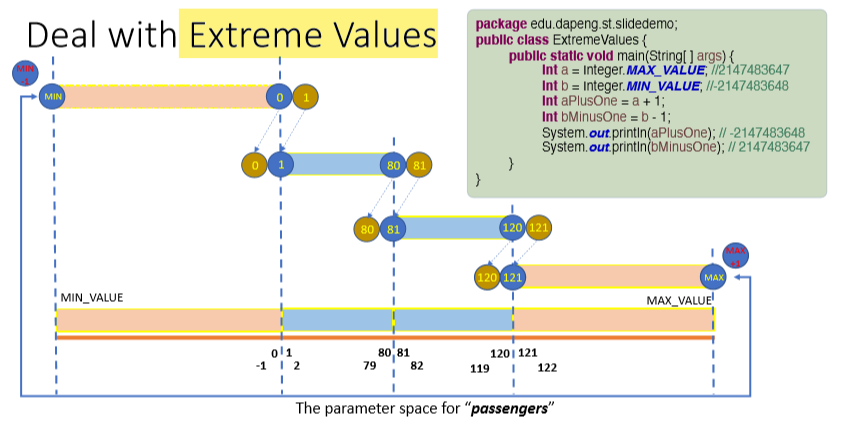 Deal with Extreme Values
package edu.dapeng.st.slidedemo;
public class ExtremeValues {
public static void main(String[ ] args) {
Int a = Integer.MAX_VALUE; //2147483647
Int b = Integer.MIN_VALUE; //-2147483648
Int aPlusOne = a + 1;
Int bMinusOne = b - 1;
System.out.println(aPlusOne); // -2147483648
System.out.println(bMinusOne); // 2147483647
}
}
MIN
-1
MIN
0
1
0
1
80
81
80
81
120
121
120
121
MAX
MAX
+1
MIN_VALUE
MAX_VALUE
0 1
80 81
120 121
-1 2
79 82
119 122
The parameter space for “passengers”